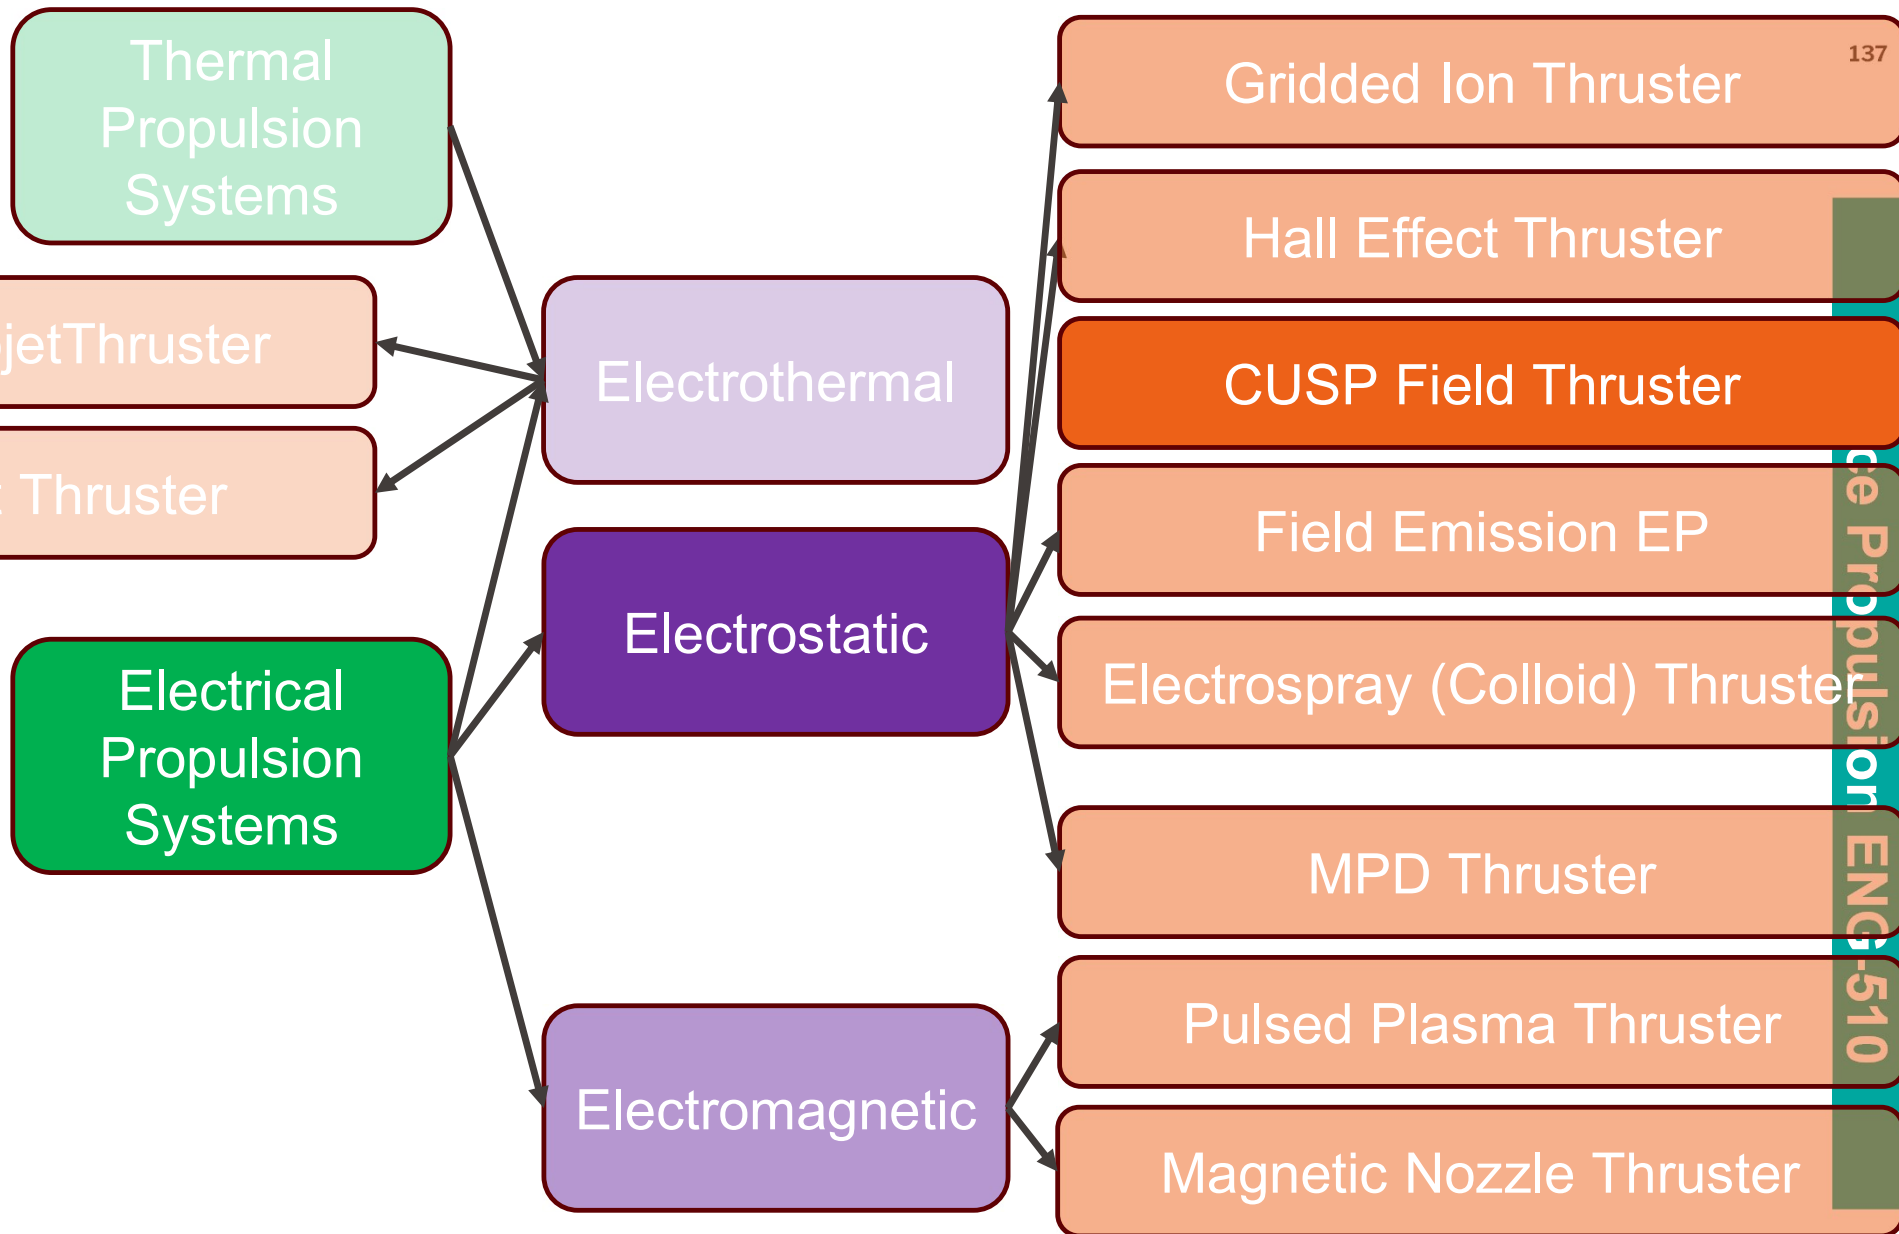 Thermal
Propulsion
Systems
jetThruster
Thruster
Electrical
Propulsion
Systems
Electrothermal
Electrostatic
Electromagnetic
137
Gridded Ion Thruster
Hall Effect Thruster
CUSP Field Thruster
Field Emission EP
Electrospray (Colloid) Thruster
MPD Thruster
Pulsed Plasma Thruster
Magnetic Nozzle Thruster
ce Propulsion ENG-510